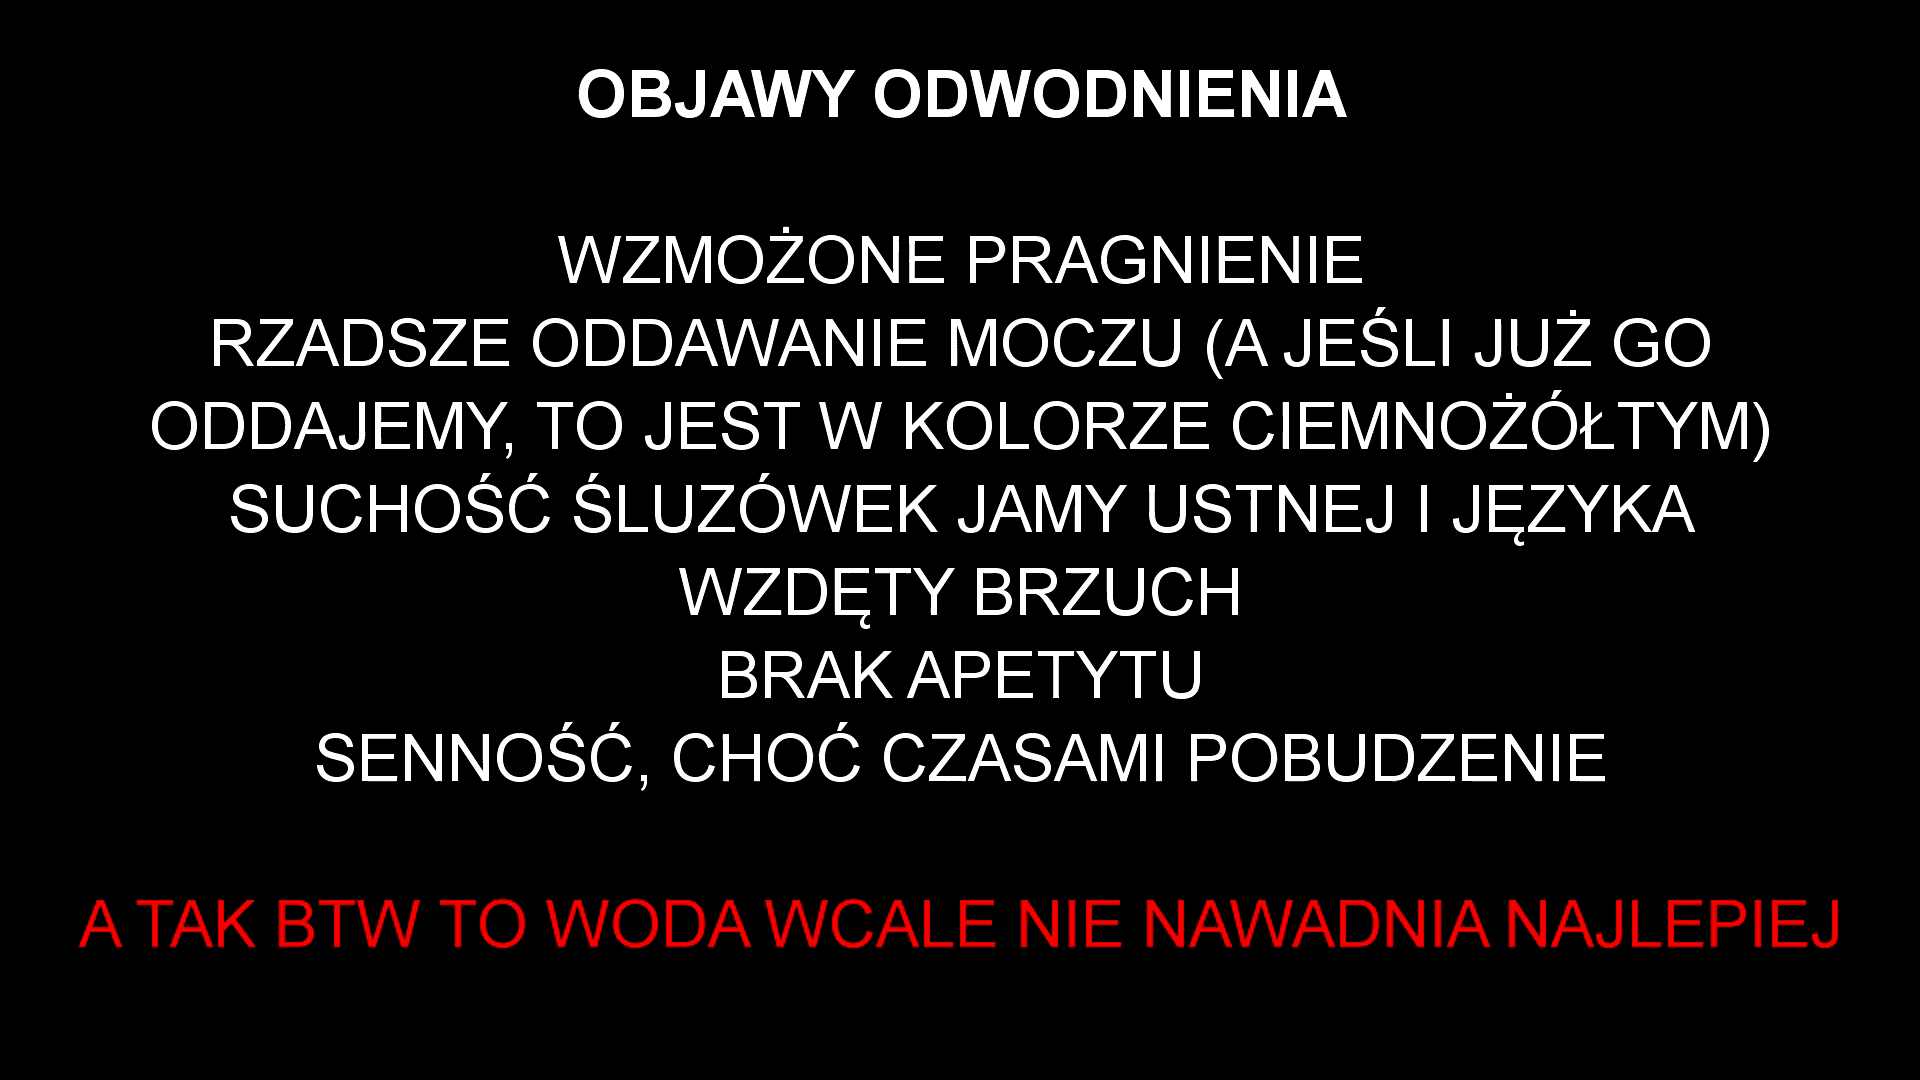 OBJAWY ODWODNIENIA
WZMOŻONE PRAGNIENIE
RZADSZE ODDAWANIE MOCZU (A JEŚLI JUŻ GO
ODDAJEMY, TO JEST W KOLORZE CIEMNOŻÓŁTYM)
SUCHOŚĆ ŚLUZÓWEK JAMY USTNEJ I JĘZYKA
WZDĘTY BRZUCH
BRAK APETYTU
SENNOŚĆ, CHOĆ CZASAMI POBUDZENIE
A TAK BTW TO WODA WCALE NIE NAWADNIA NAJLEPIEJ